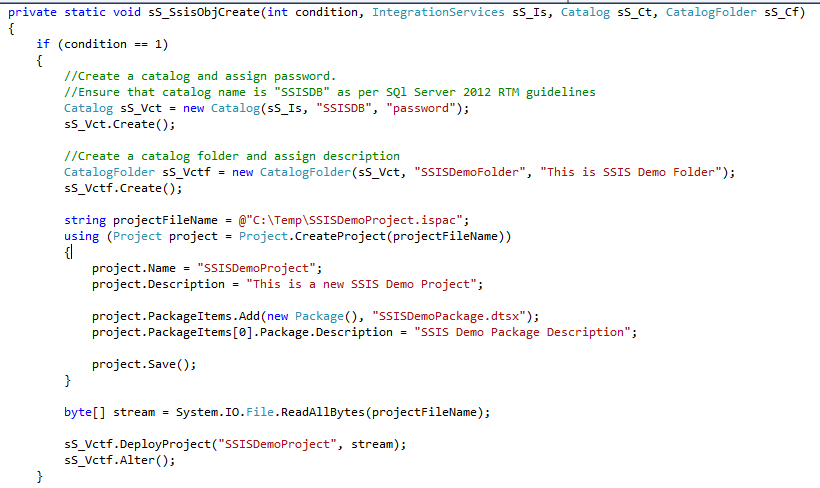 private static void sS_SsisObjCreate(int condition, IntegrationServices sS_Is, Catalog sS_Ct, CatalogFolder sS_Cf)
{
    if (condition == 1)
    {
        //Create a catalog and assign password.
        //Ensure that catalog name is "SSISDB" as per SQl Server 2012 RTM guidelines
        Catalog sS_Vct = new Catalog(sS_Is, "SSISDB", "password");
        sS_Vct.Create();

        //Create a catalog folder and assign description
        CatalogFolder sS_Vctf = new CatalogFolder(sS_Vct, "SSISDemoFolder", "This is SSIS Demo Folder");
        sS_Vctf.Create();

        string projectFileName = @"C:\Temp\SSISDemoProject.ispac";
        using (Project project = Project.CreateProject(projectFileName))
        {
            project.Name = "SSISDemoProject";
            project.Description = "This is a new SSIS Demo Project";

            project.PackageItems.Add(new Package(), "SSISDemoPackage.dtsx");
            project.PackageItems[0].Package.Description = "SSIS Demo Package Description";

            project.Save();
        }

        byte[] stream = System.IO.File.ReadAllBytes(projectFileName);

        sS_Vctf.DeployProject("SSISDemoProject", stream);
        sS_Vctf.Alter();
    }